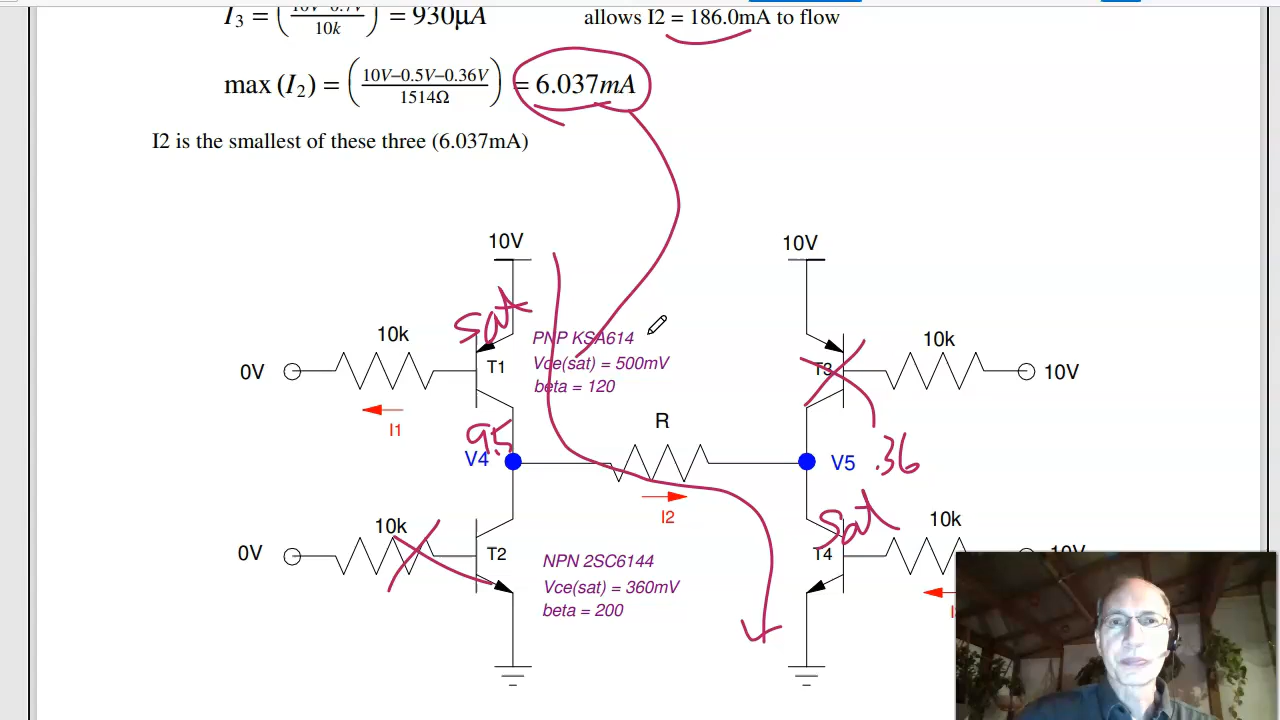 I₃ = (10V−0.7V / 10k) = 930µA allows I2 = 186.0mA to flow
max (I₂) = (10V−0.5V−0.36V / 1514Ω) = 6.037mA
I2 is the smallest of these three (6.037mA)
10V 10V
sat
10k PNP KSA614 10k
0V T1 Vce(sat) = 500mV T3 10V
beta = 120
I1 R
9.5
V4 V5 .36
I2 sat
10k 10k
0V T2 NPN 2SC6144 T4 10V
Vce(sat) = 360mV
beta = 200